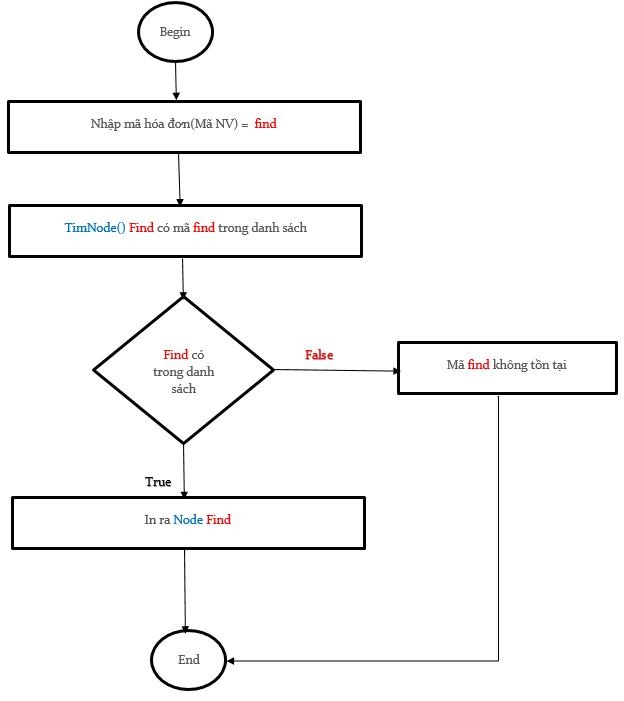 Begin
Nhập mã hóa đơn(Mã NV) = find
TimNode() Find có mã find trong danh sách
Find có
trong danh
sách
False
Mã find không tồn tại
True
In ra Node Find
End